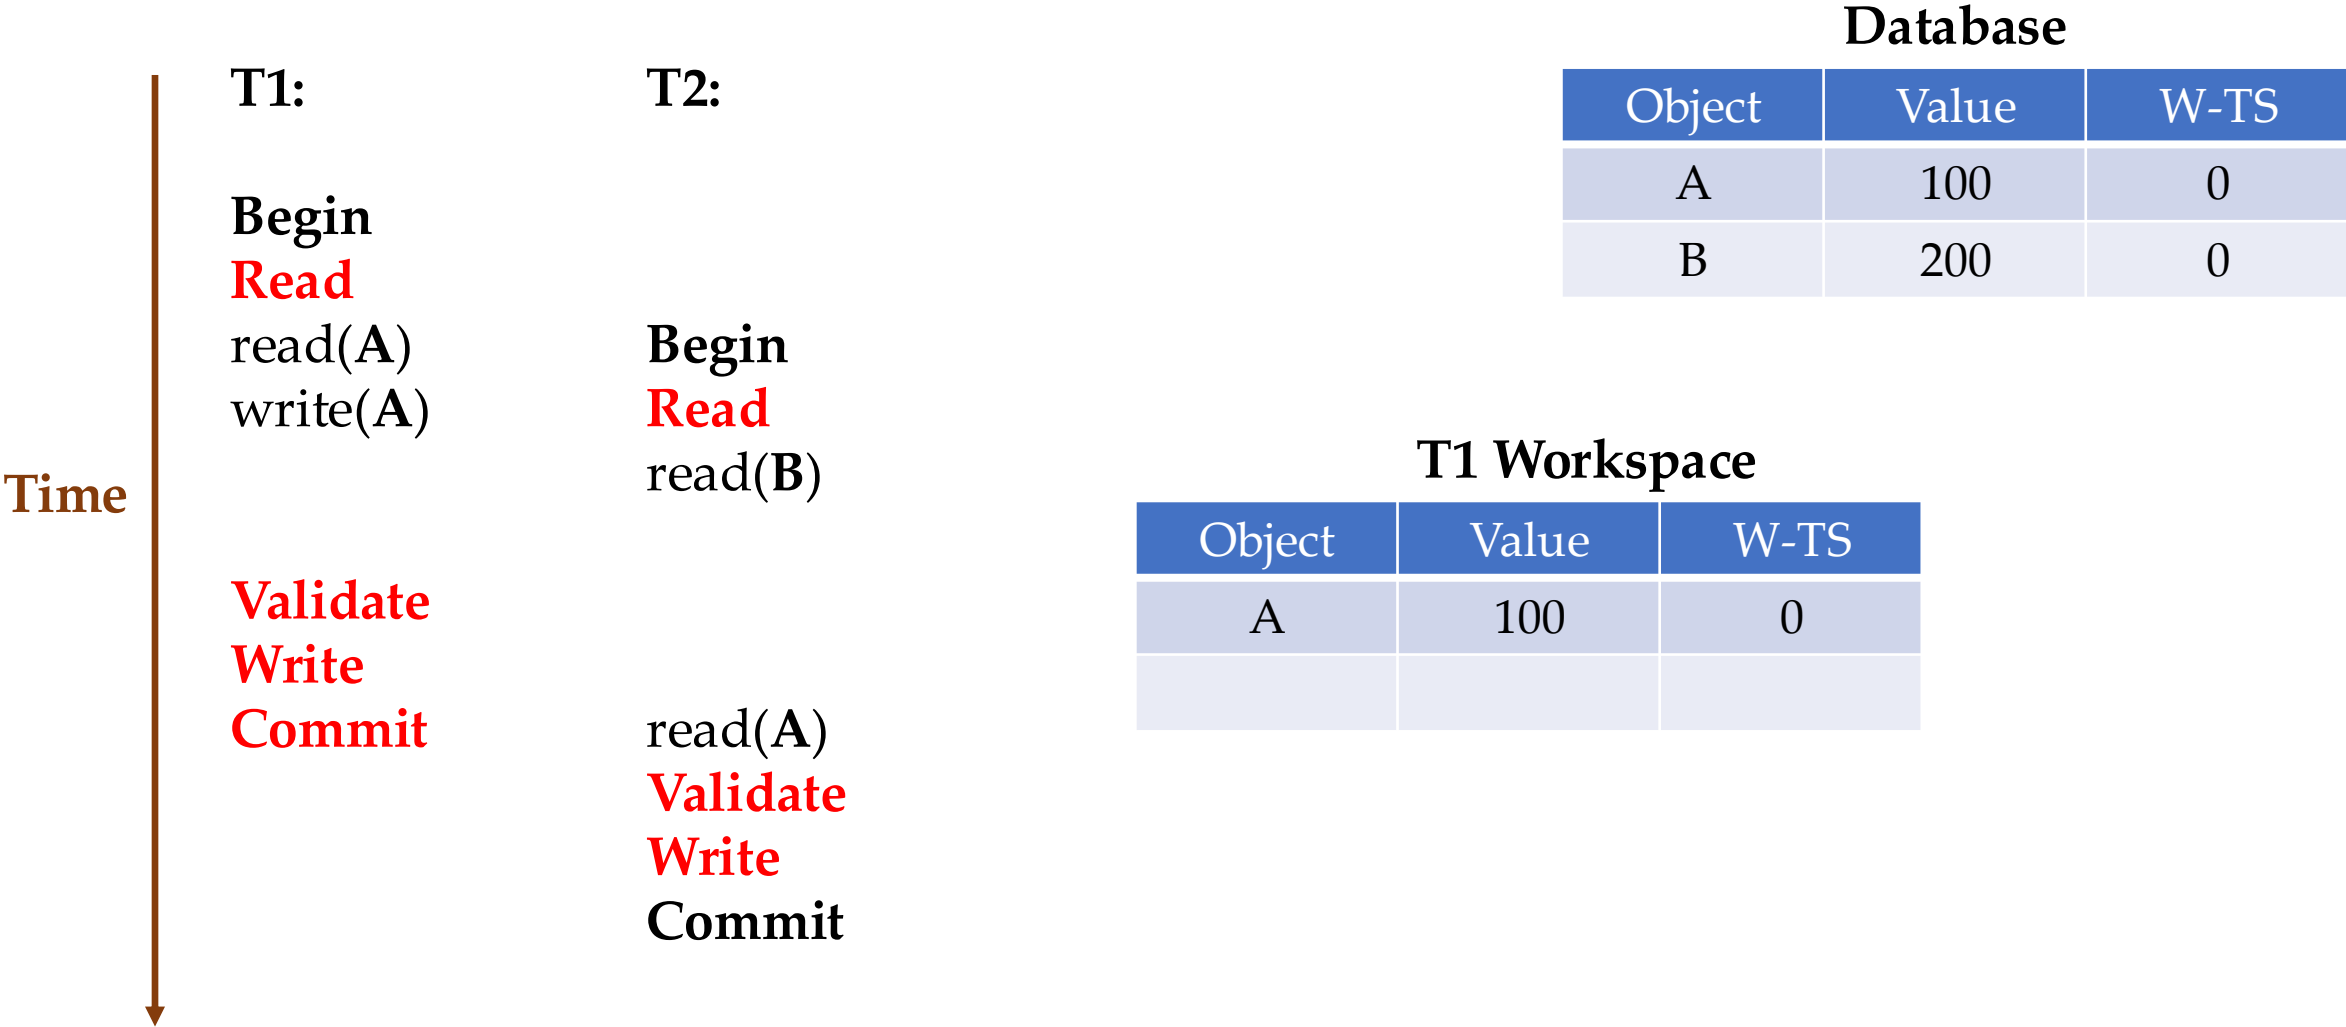 Time
T1:
Begin
Read
read(A)
write(A)
Validate
Write
Commit
T2:
Begin
Read
read(B)
read(A)
Validate
Write
Commit
Database
Object Value W-TS
A 100 0
B 200 0
T1 Workspace
Object Value W-TS
A 100 0